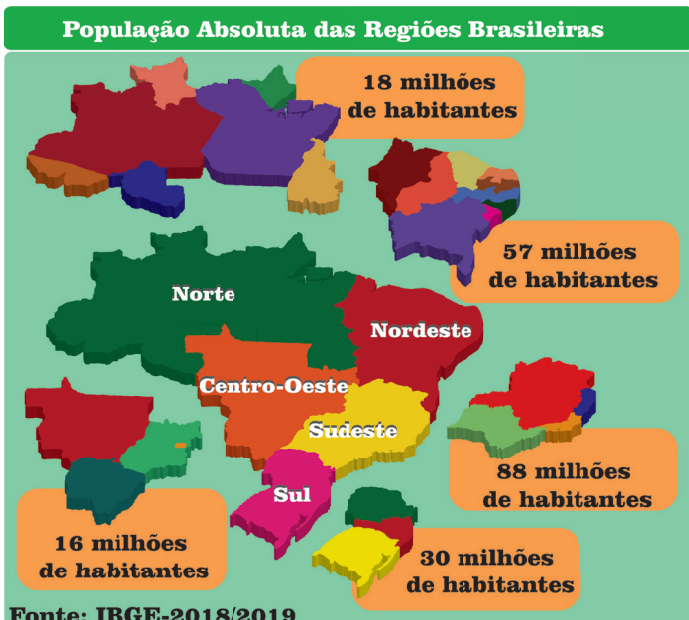 População Absoluta das Regiões Brasileiras
18 milhões
de habitantes
57 milhões
de habitantes
Norte
Nordeste
Centro-Oeste
Sudeste
Sul
88 milhões
de habitantes
16 milhões
de habitantes
30 milhões
de habitantes
Fonte: IBGE-2018/2019